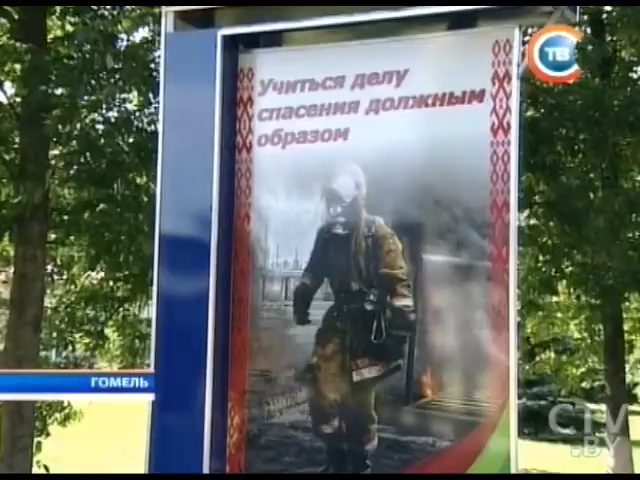 ТВ
Учиться делу
спасения должным
образом
ГОМЕЛЬ
CTV
.BY